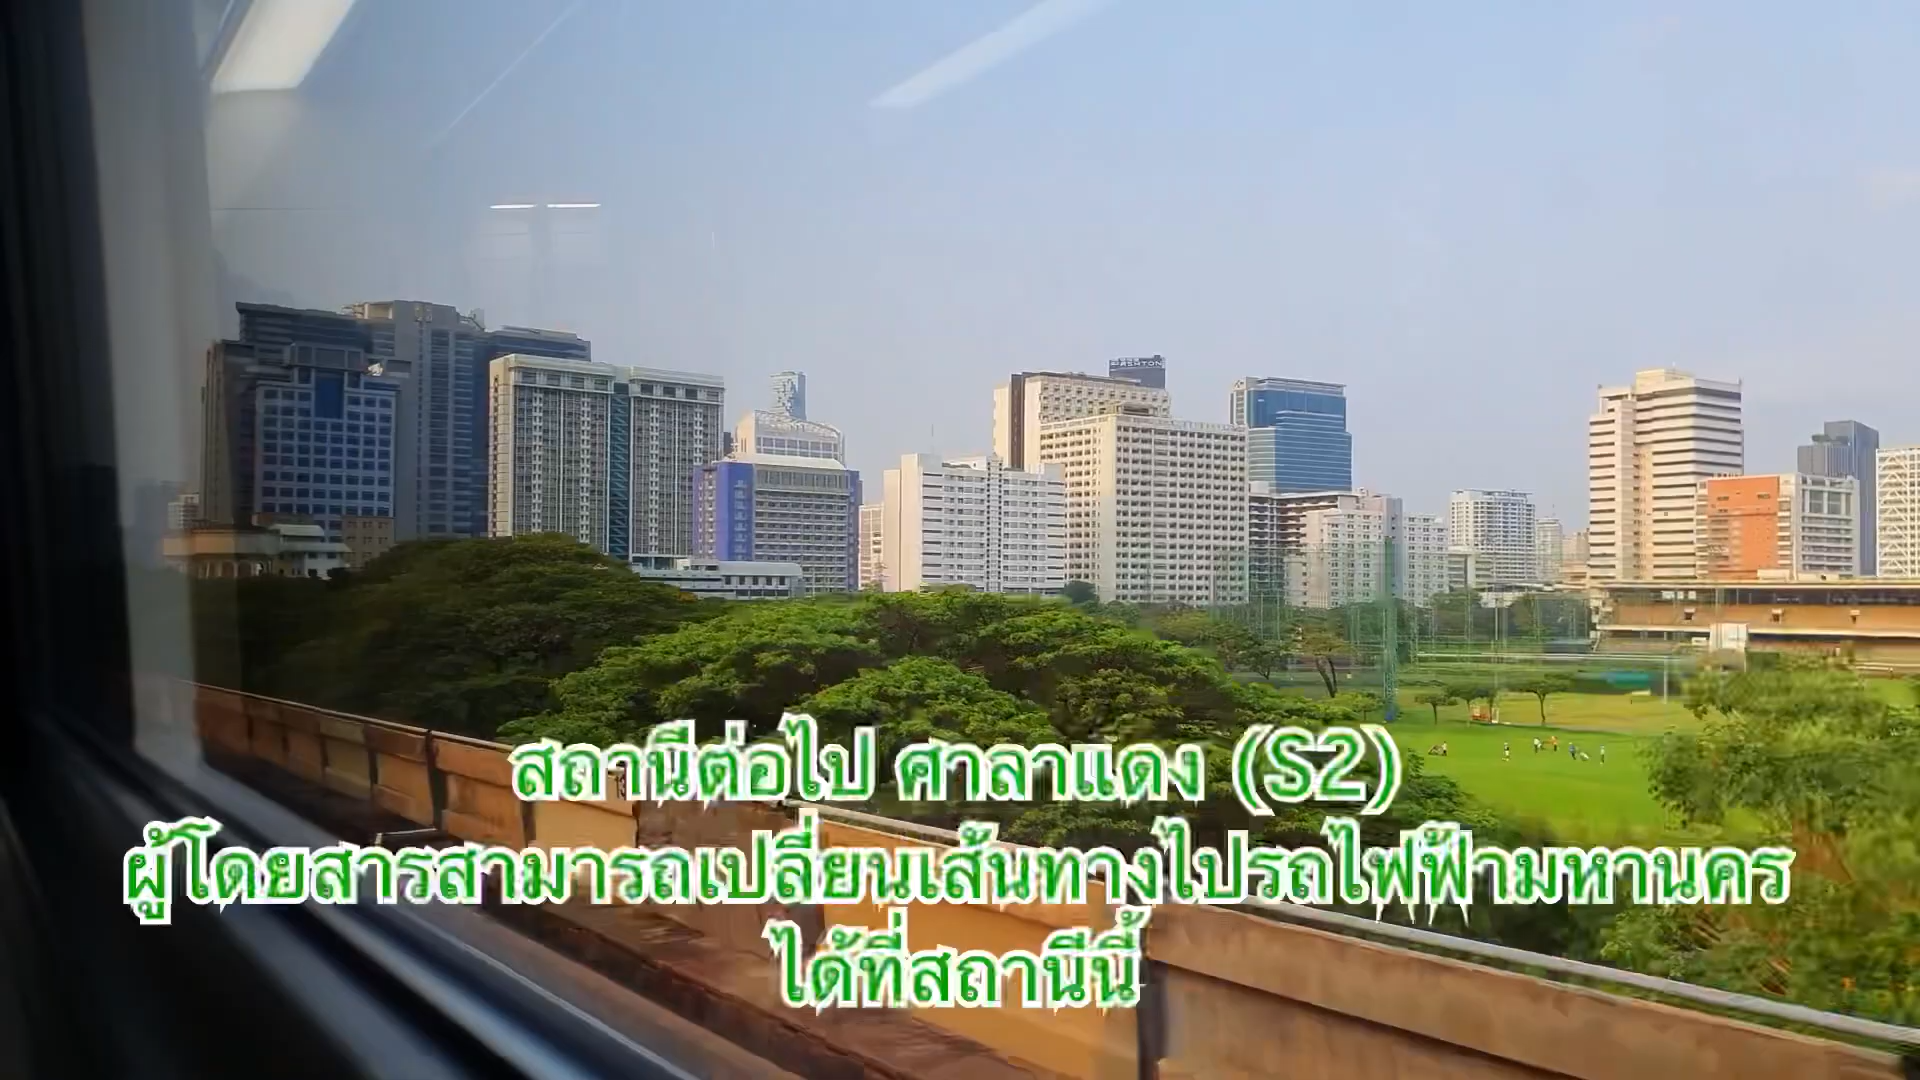 สถานีต่อไป ศาลาแดง (S2)
ผู้โดยสารสามารถเปลี่ยนเส้นทางไปรถไฟฟ้ามหานคร
ได้ที่สถานีนี้